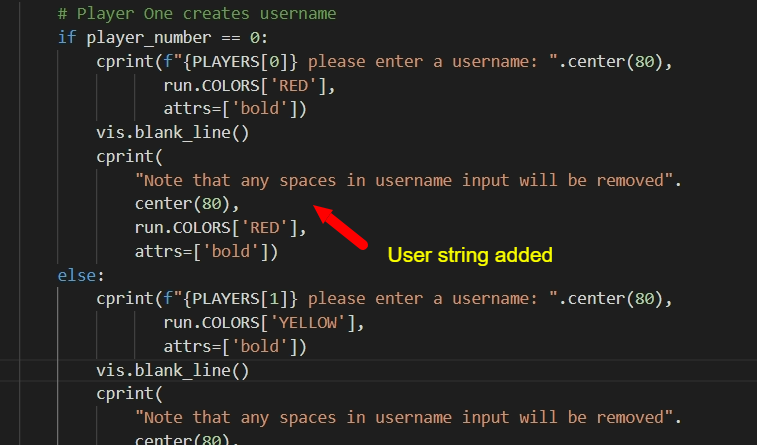 # Player One creates username
if player_number == 0:
cprint(f"{PLAYERS[0]} please enter a username: ".center(80),
run.COLORS['RED'],
attrs=['bold'])
vis.blank_line()
cprint(
"Note that any spaces in username input will be removed".
center(80),
run.COLORS['RED'],
attrs=['bold'])
User string added
else:
cprint(f"{PLAYERS[1]} please enter a username: ".center(80),
run.COLORS['YELLOW'],
attrs=['bold'])
vis.blank_line()
cprint(
"Note that any spaces in username input will be removed".
center(80),